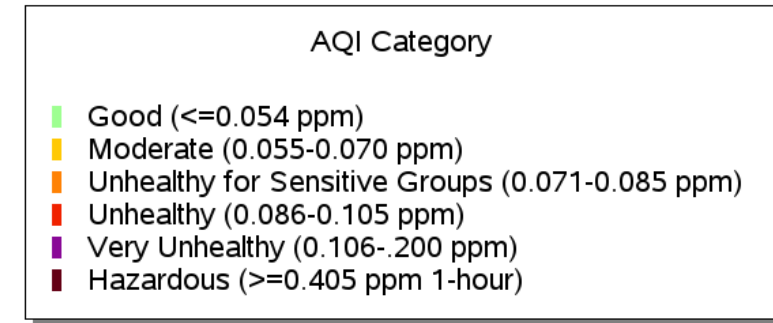 AQI Category
Good (<=0.054 ppm)
Moderate (0.055-0.070 ppm)
Unhealthy for Sensitive Groups (0.071-0.085 ppm)
Unhealthy (0.086-0.105 ppm)
Very Unhealthy (0.106-.200 ppm)
Hazardous (>=0.405 ppm 1-hour)